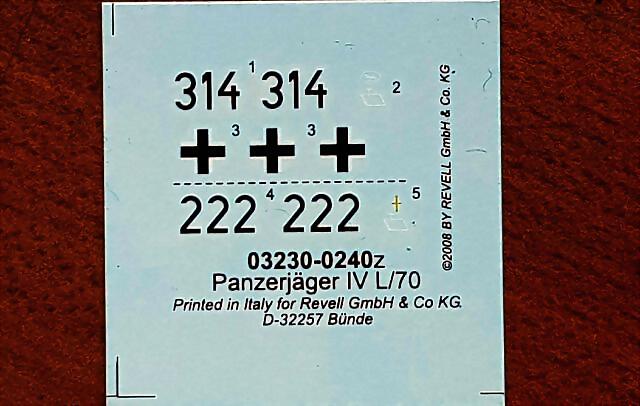 314 1 314 2
3 3
222 4 222 5
03230-0240z
Panzerjäger IV L/70
Printed in Italy for Revell GmbH & Co KG.
D-32257 Bünde
©2008 BY REVELL GmbH & Co. KG